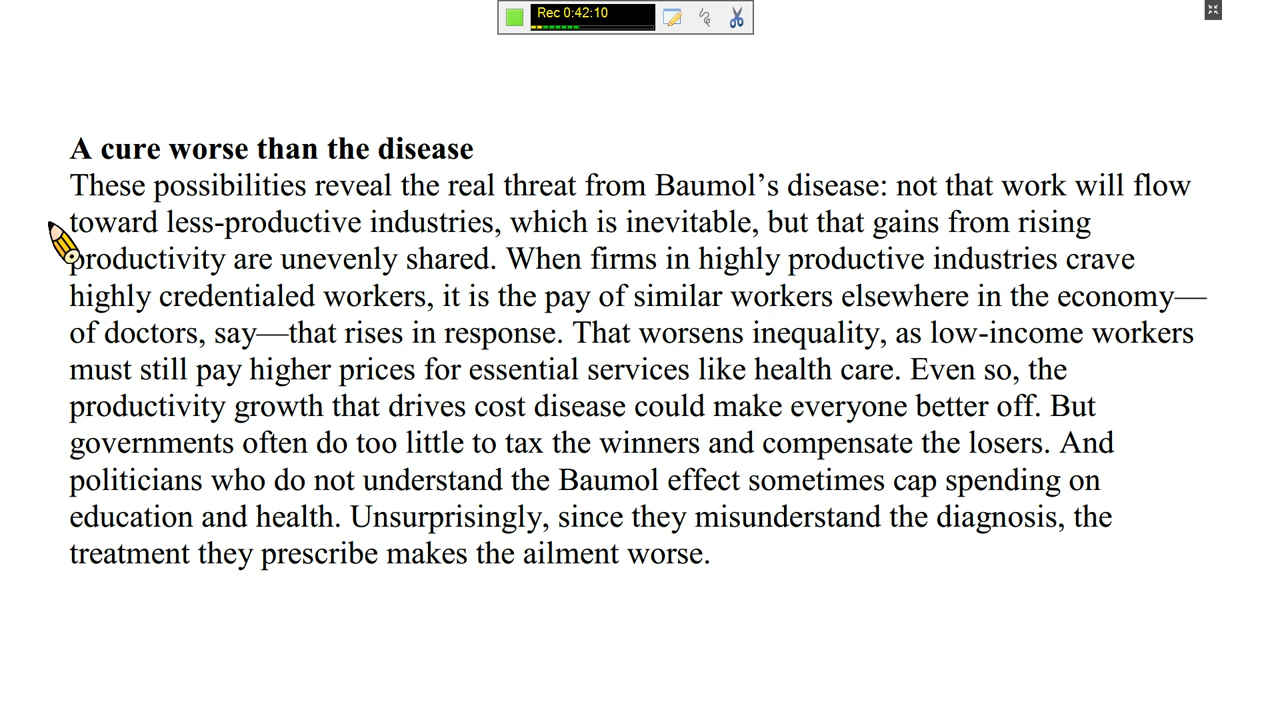 Rec 0:42:10
A cure worse than the disease
These possibilities reveal the real threat from Baumol’s disease: not that work will flow
toward less-productive industries, which is inevitable, but that gains from rising
productivity are unevenly shared. When firms in highly productive industries crave
highly credentialed workers, it is the pay of similar workers elsewhere in the economy—
of doctors, say—that rises in response. That worsens inequality, as low-income workers
must still pay higher prices for essential services like health care. Even so, the
productivity growth that drives cost disease could make everyone better off. But
governments often do too little to tax the winners and compensate the losers. And
politicians who do not understand the Baumol effect sometimes cap spending on
education and health. Unsurprisingly, since they misunderstand the diagnosis, the
treatment they prescribe makes the ailment worse.